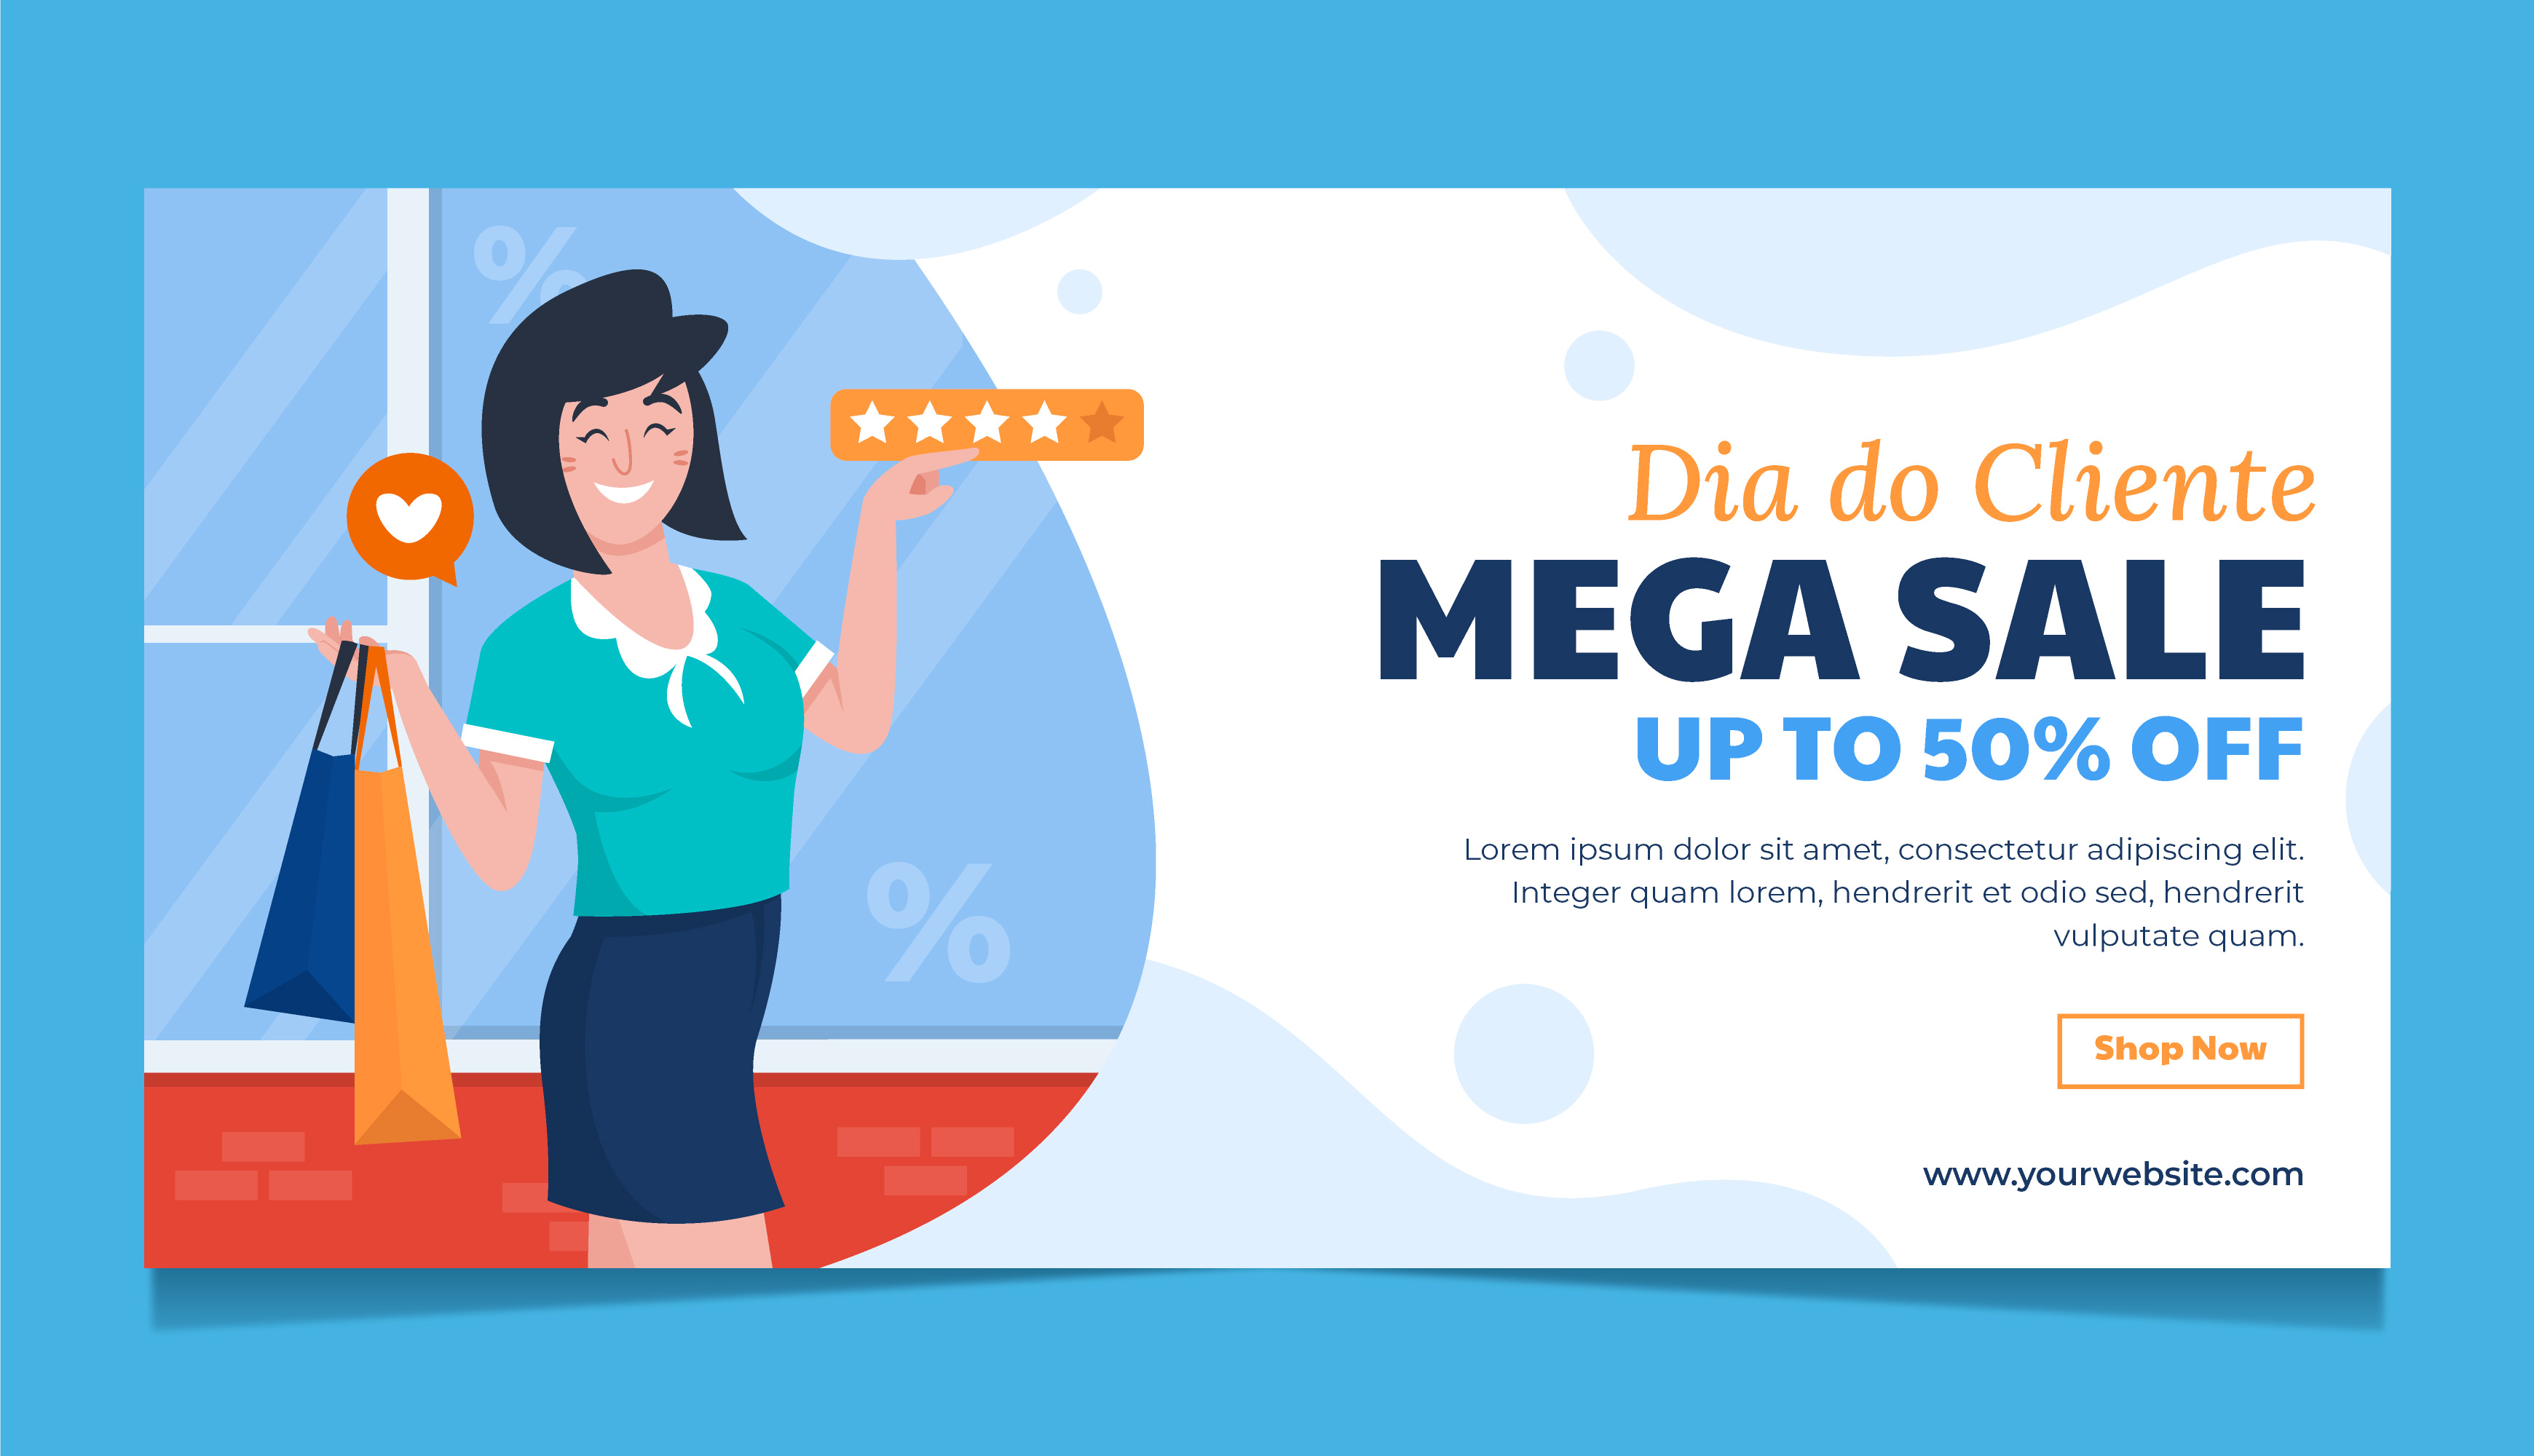 %
%
Dia do Cliente
MEGA SALE
UP TO 50% OFF
Lorem ipsum dolor sit amet, consectetur adipiscing elit.
Integer quam lorem, hendrerit et odio sed, hendrerit
vulputate quam.
Shop Now
www.yourwebsite.com